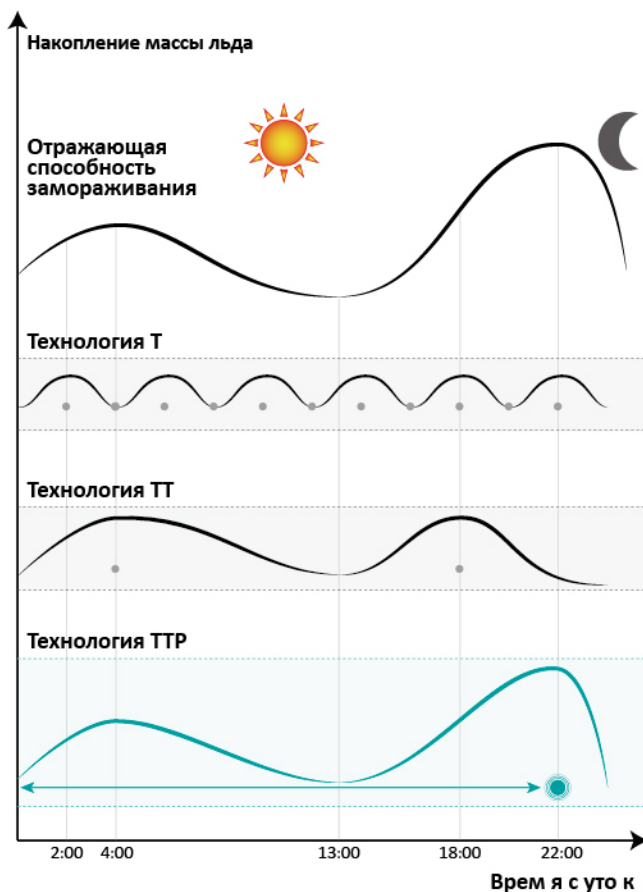 Накопление массы льда
Отражающая
способность
замораживания
Технология Т
Технология ТТ
Технология ТТР
2:00 4:00 13:00 18:00 22:00
Врем я с уто к